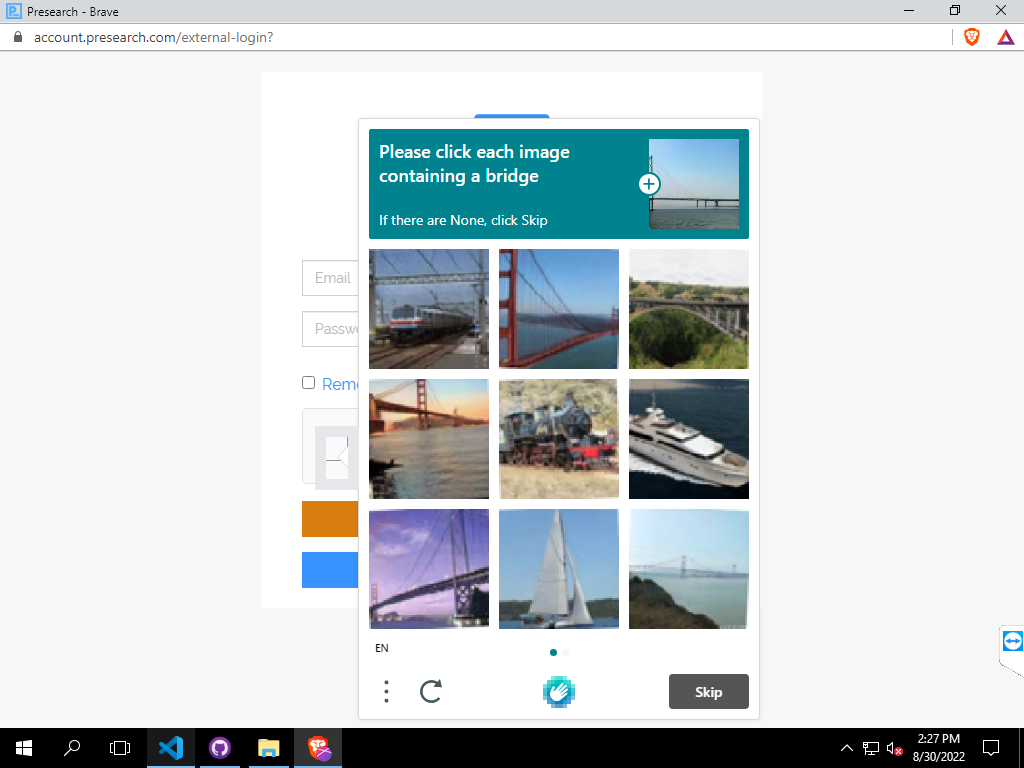 Presearch - Brave
account.presearch.com/external-login?
Please click each image
containing a bridge
If there are None, click Skip
Email
Passwo
Reme
EN
Skip
2:27 PM
8/30/2022